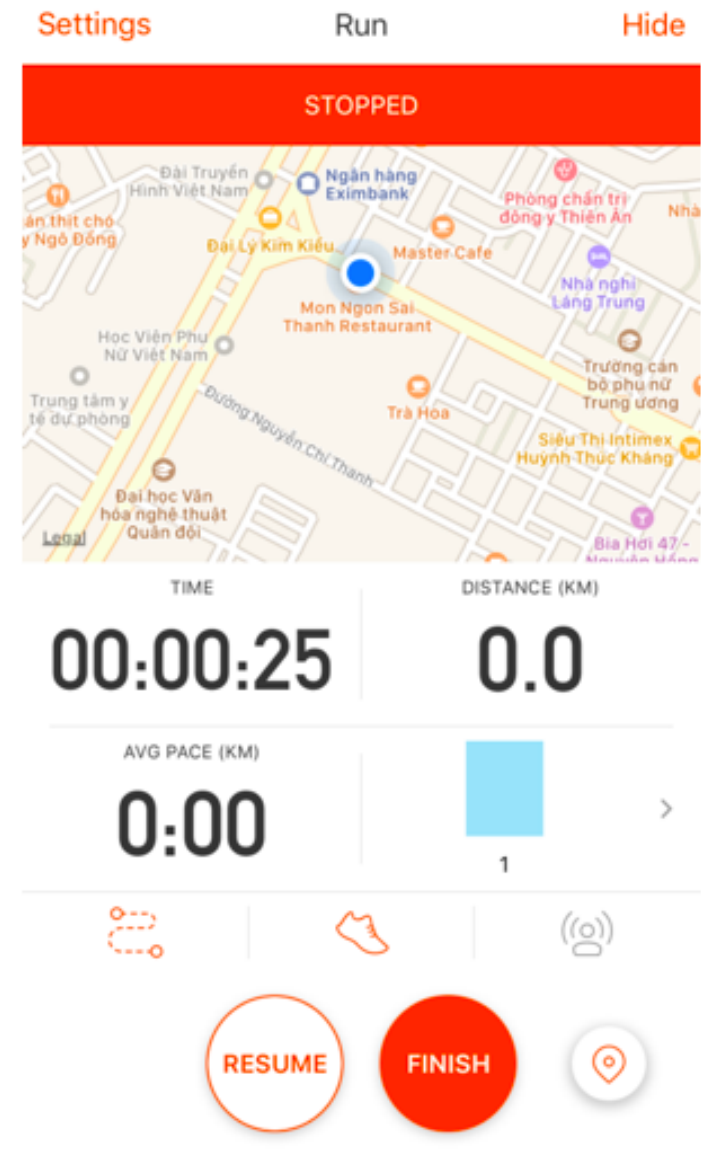 Settings
Run
Hide
STOPPED
Đài Truyền
Hình Việt Nam
Ngân hàng
Eximbank
Phòng chẩn trị
đông y Thiên Ân
Nhà
án thịt chó
y Ngô Đồng
Đại Lý Kim Kiều
Master Cafe
Nhà nghỉ
Láng Trung
Mon Ngon Sai
Thanh Restaurant
Học Viện Phụ
Nữ Việt Nam
Trường cán
bộ phụ nữ
Trung ương
Trung tâm y
tế dự phòng
Đường Nguyễn Chí Thanh
Trà Hoa
Siêu Thị Intimex
Huỳnh Thúc Kháng
Đại học Văn
hóa nghệ thuật
Quân đội
Legal
Bia Hơi 47 -
Nguyên Hồng
TIME
DISTANCE (KM)
00:00:25
0.0
AVG PACE (KM)
0:00
1
RESUME
FINISH